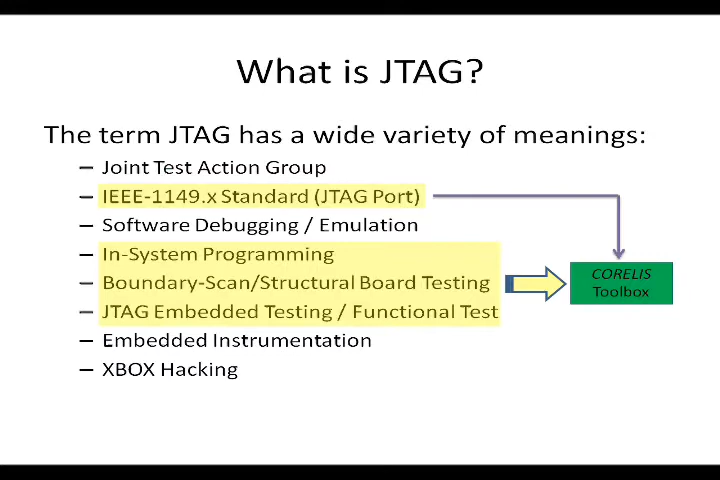 What is JTAG?
The term JTAG has a wide variety of meanings:
– Joint Test Action Group
– IEEE-1149.x Standard (JTAG Port)
– Software Debugging / Emulation
– In-System Programming
– Boundary-Scan/Structural Board Testing
– JTAG Embedded Testing / Functional Test
– Embedded Instrumentation
– XBOX Hacking
CORELIS
Toolbox